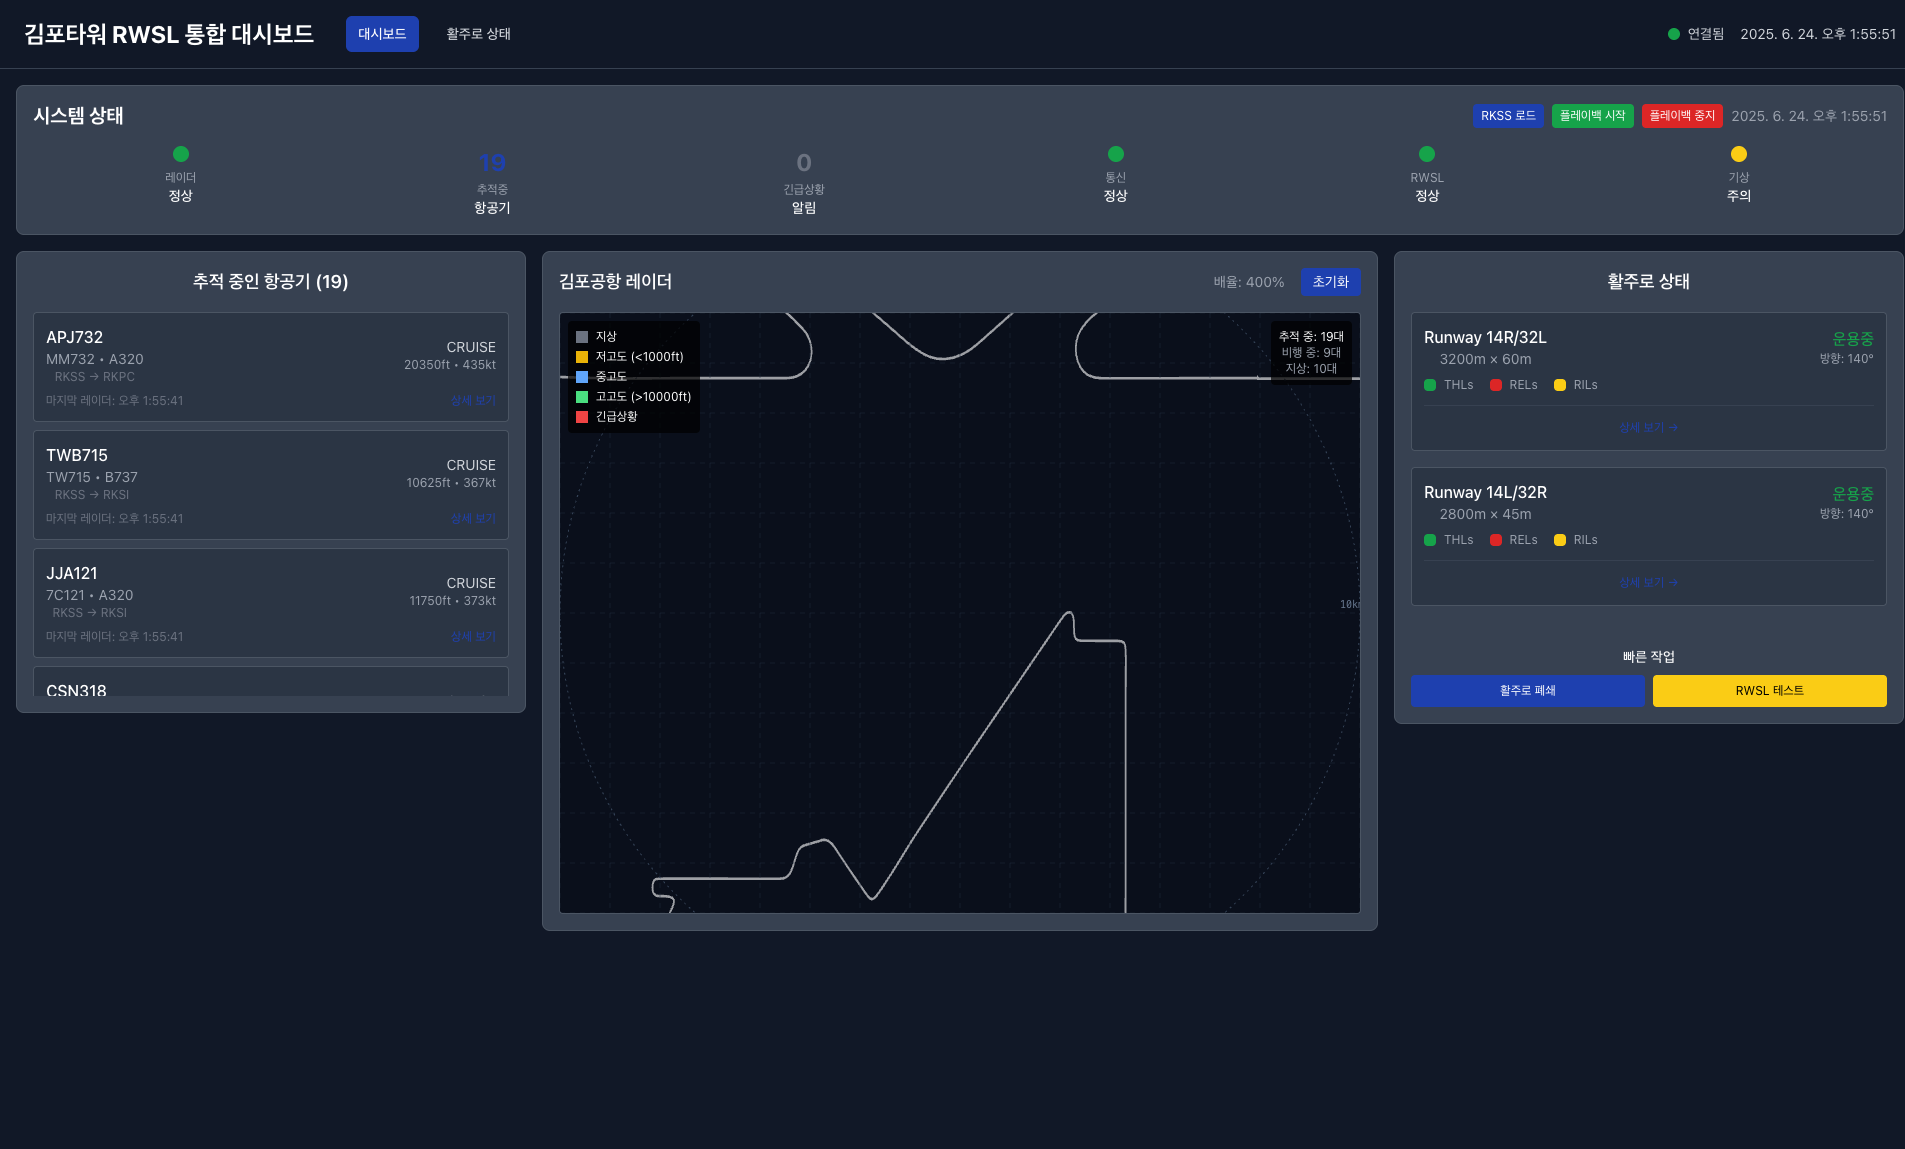 김포타워 RWSL 통합 대시보드
대시보드
활주로 상태
연결됨
2025. 6. 24. 오후 1:55:51
시스템 상태
RKSS 로드
플레이백 시작
플레이백 중지
2025. 6. 24. 오후 1:55:51
레이더
정상
19
추적중
항공기
0
긴급상황
알림
통신
정상
RWSL
정상
기상
주의
추적 중인 항공기 (19)
APJ732
MM732 • A320
RKSS → RKPC
CRUISE
20350ft • 435kt
마지막 레이더: 오후 1:55:41
상세 보기
TWB715
TW715 • B737
RKSS → RKSI
CRUISE
10625ft • 367kt
마지막 레이더: 오후 1:55:41
상세 보기
JJA121
7C121 • A320
RKSS → RKSI
CRUISE
11750ft • 373kt
마지막 레이더: 오후 1:55:41
상세 보기
CSN318
김포공항 레이더
배율: 400%
초기화
지상
저고도 (<1000ft)
중고도
고고도 (>10000ft)
긴급상황
추적 중: 19대
비행 중: 9대
지상: 10대
10k
활주로 상태
Runway 14R/32L
3200m × 60m
운용중
방향: 140°
THLs
RELs
RILs
상세 보기 →
Runway 14L/32R
2800m × 45m
운용중
방향: 140°
THLs
RELs
RILs
상세 보기 →
빠른 작업
활주로 폐쇄
RWSL 테스트